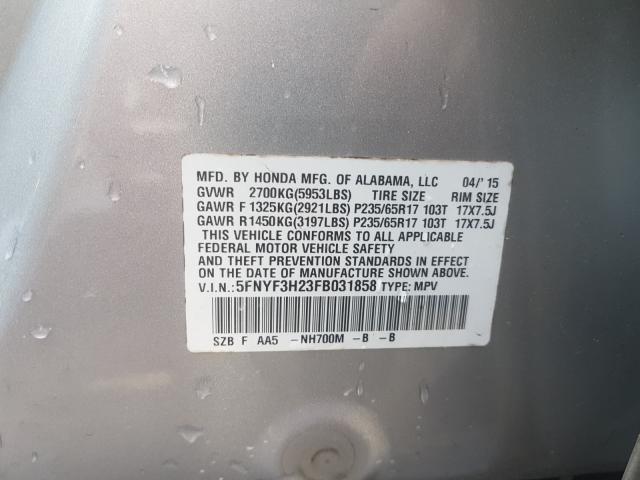 MFD. BY HONDA MFG. OF ALABAMA, LLC 04/'15
GVWR 2700KG(5953LBS) TIRE SIZE RIM SIZE
GAWR F 1325KG(2921LBS) P235/65R17 103T 17X7.5J
GAWR R1450KG(3197LBS) P235/65R17 103T 17X7.5J
THIS VEHICLE CONFORMS TO ALL APPLICABLE
FEDERAL MOTOR VEHICLE SAFETY
AND THEFT PREVENTION STANDARDS IN EFFECT
ON THE DATE OF MANUFACTURE SHOWN ABOVE.
V.I.N.: 5FNYF3H23FB031858 TYPE: MPV
SZB F AA5 -NH700M -B -B